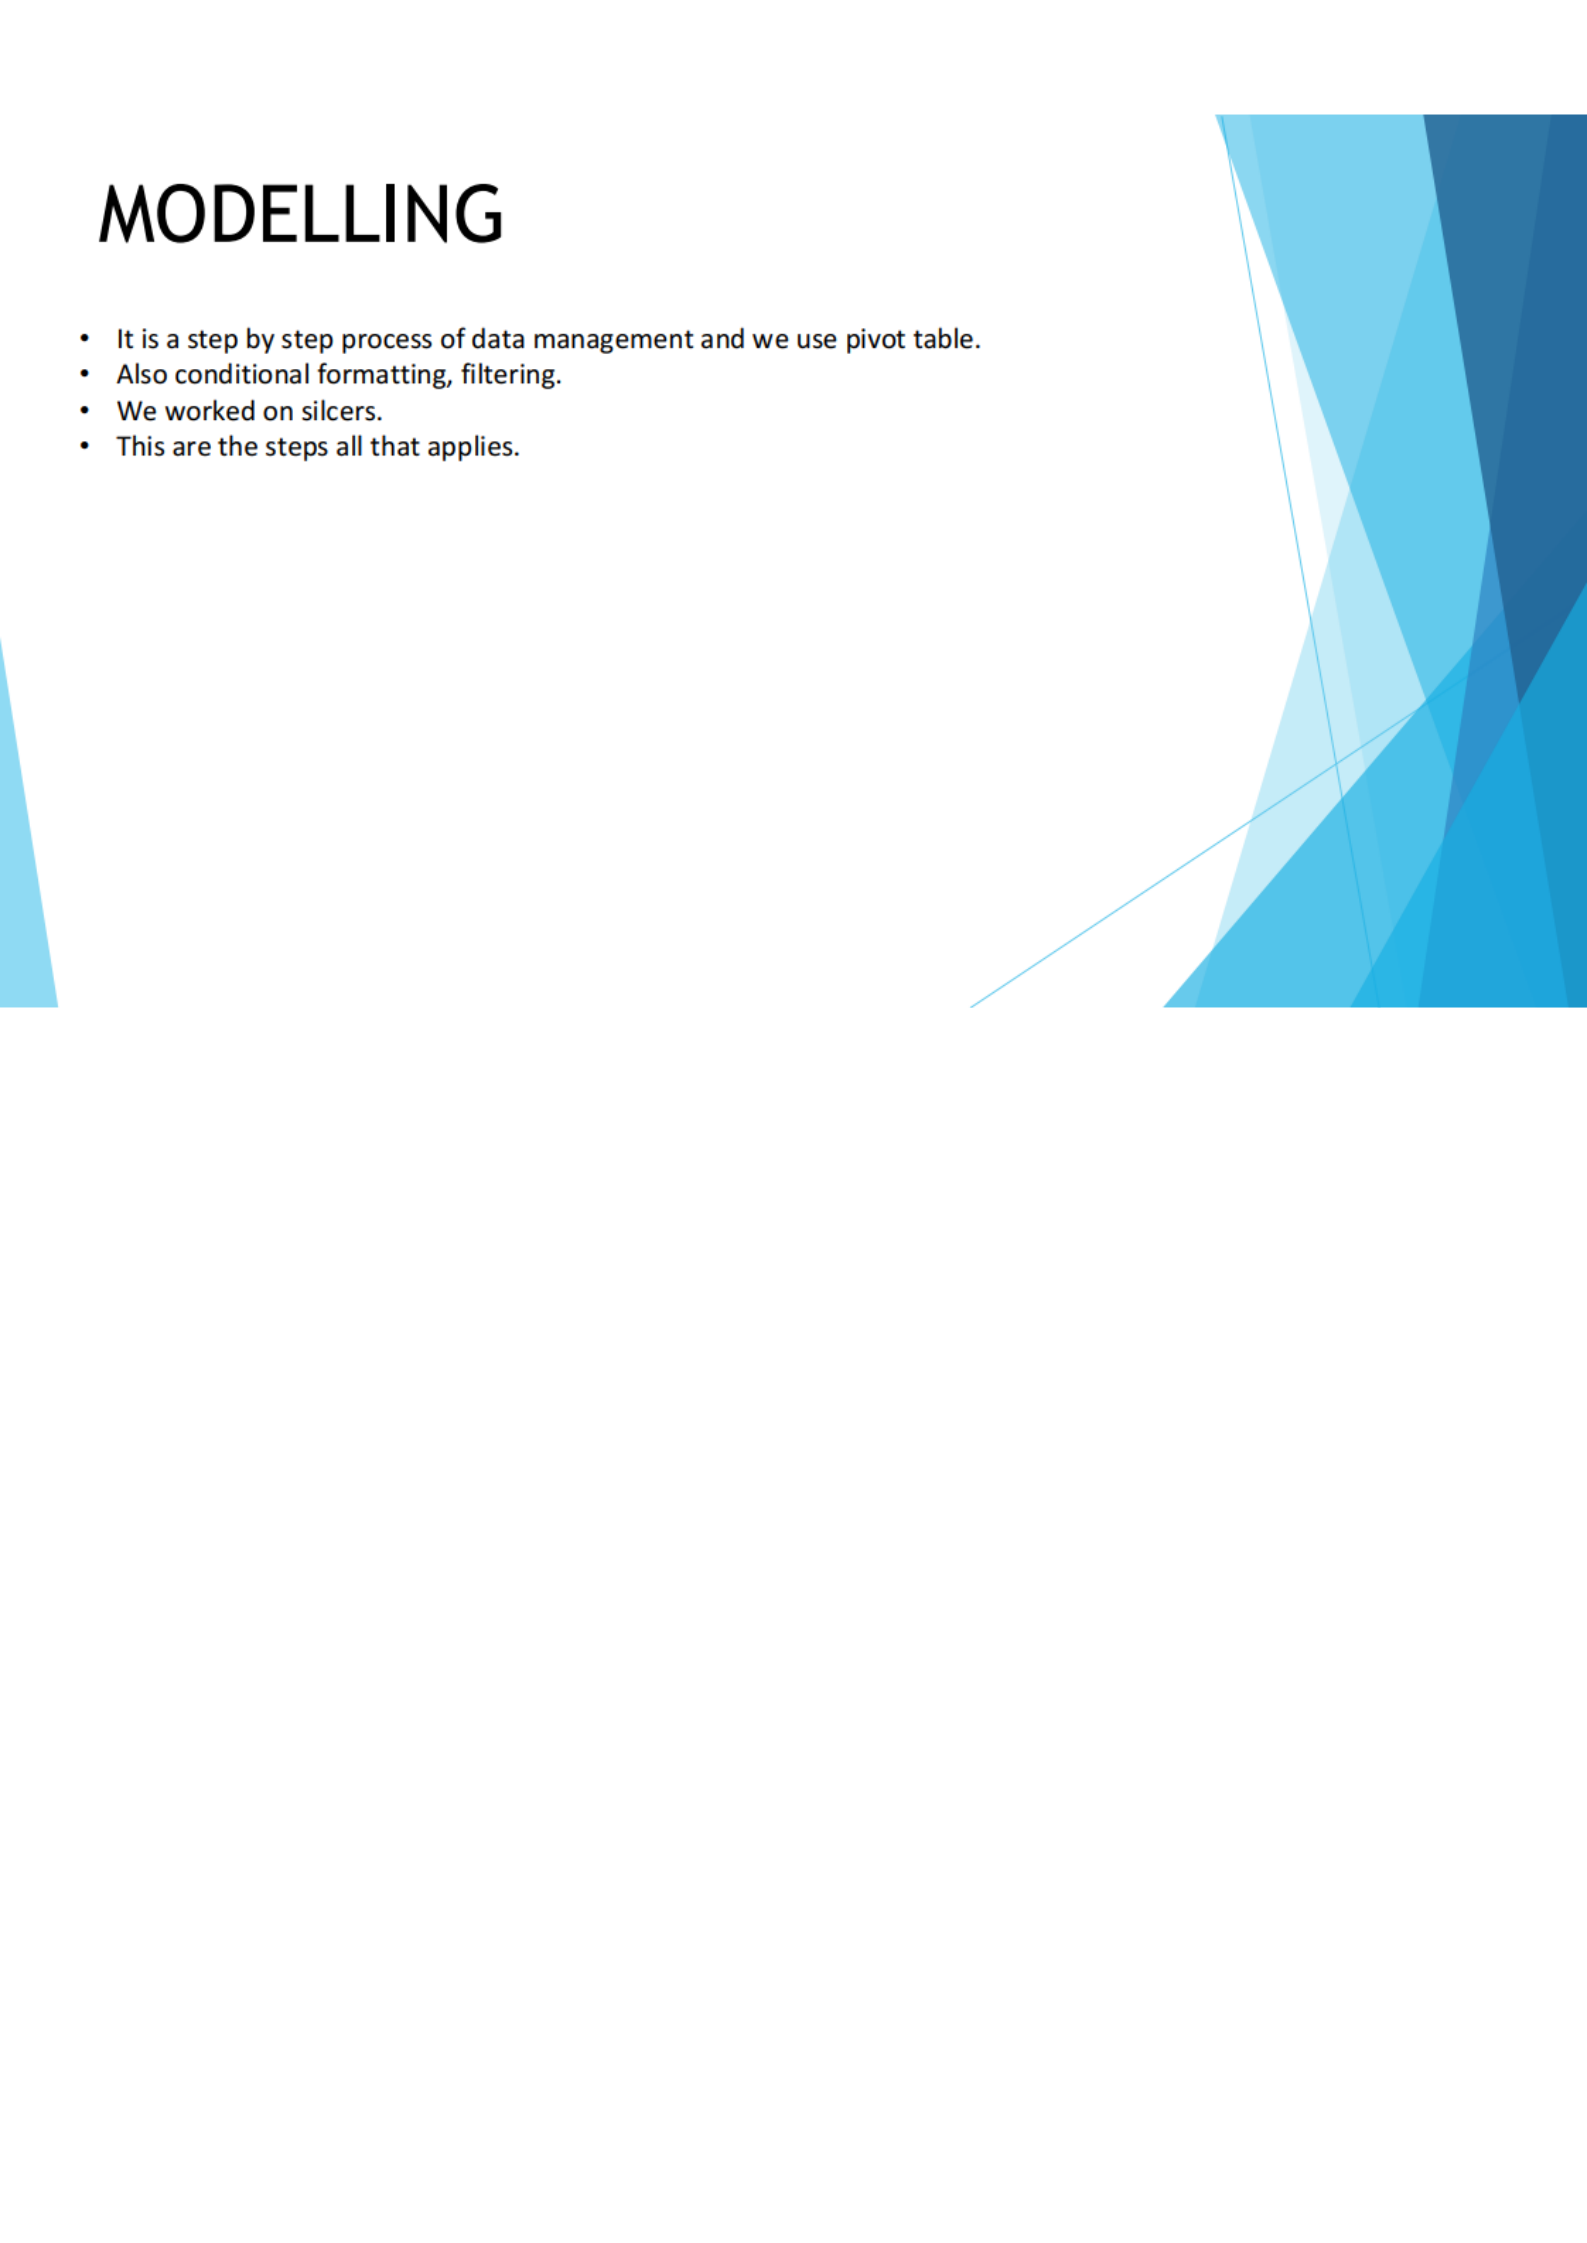 MODELLING
• It is a step by step process of data management and we use pivot table.
• Also conditional formatting, filtering.
• We worked on silcers.
• This are the steps all that applies.